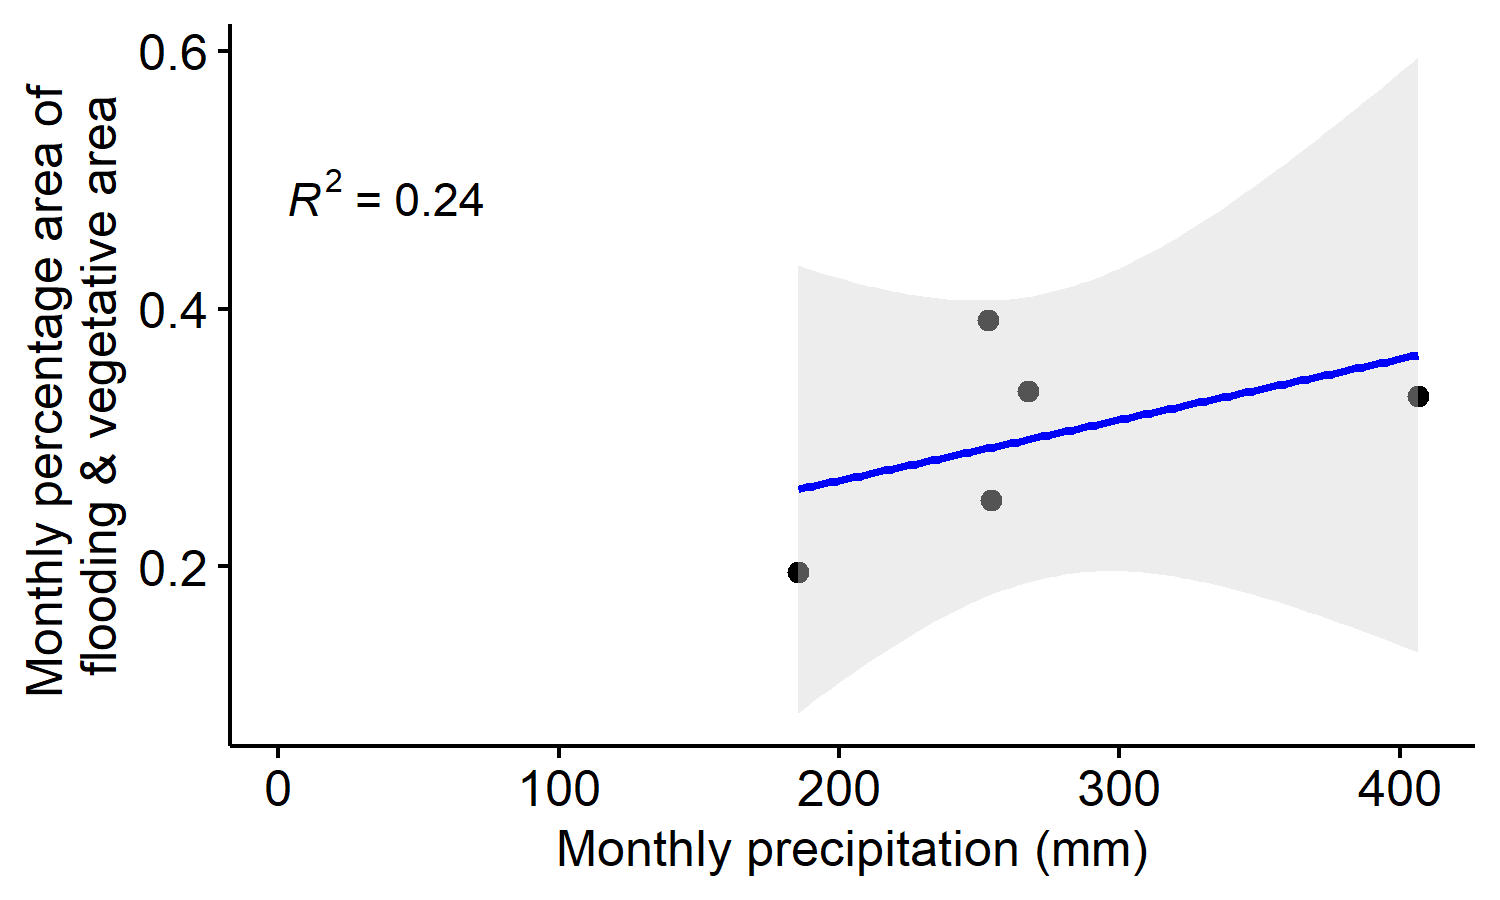 Monthly percentage area of
flooding & vegetative area
0.6
0.4
0.2
R² = 0.24
0 100 200 300 400
Monthly precipitation (mm)